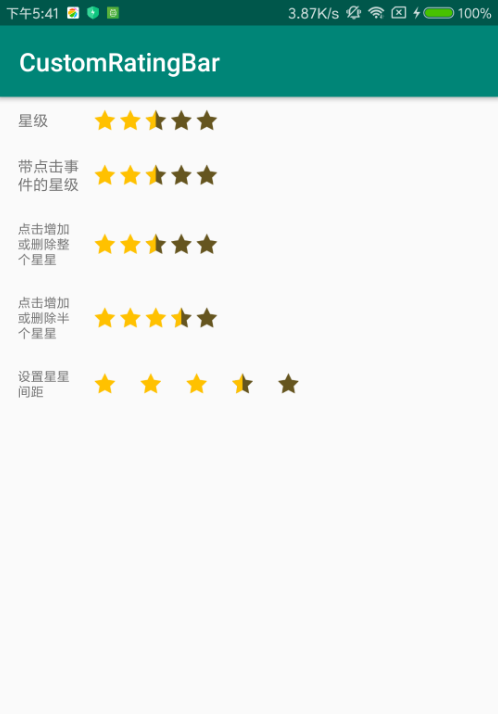 下午5:41 3.87K/s 100%
CustomRatingBar
星级
带点击事
件的星级
点击增加
或删除整
个星星
点击增加
或删除半
个星星
设置星星
间距